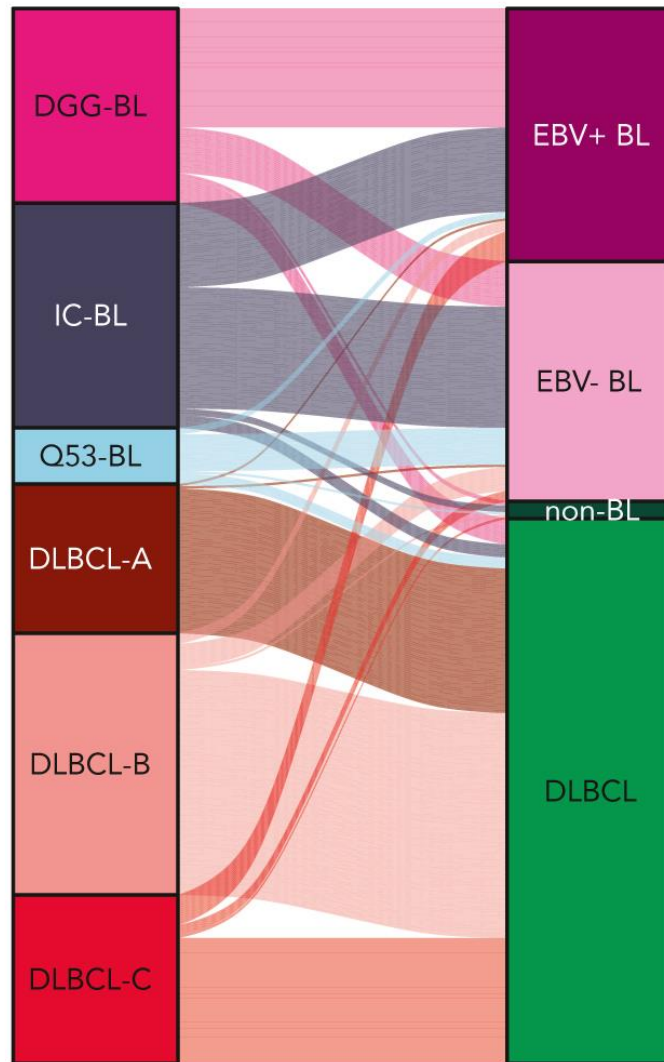 DGG-BL
IC-BL
Q53-BL
DLBCL-A
DLBCL-B
DLBCL-C
EBV+ BL
EBV- BL
non-BL
DLBCL